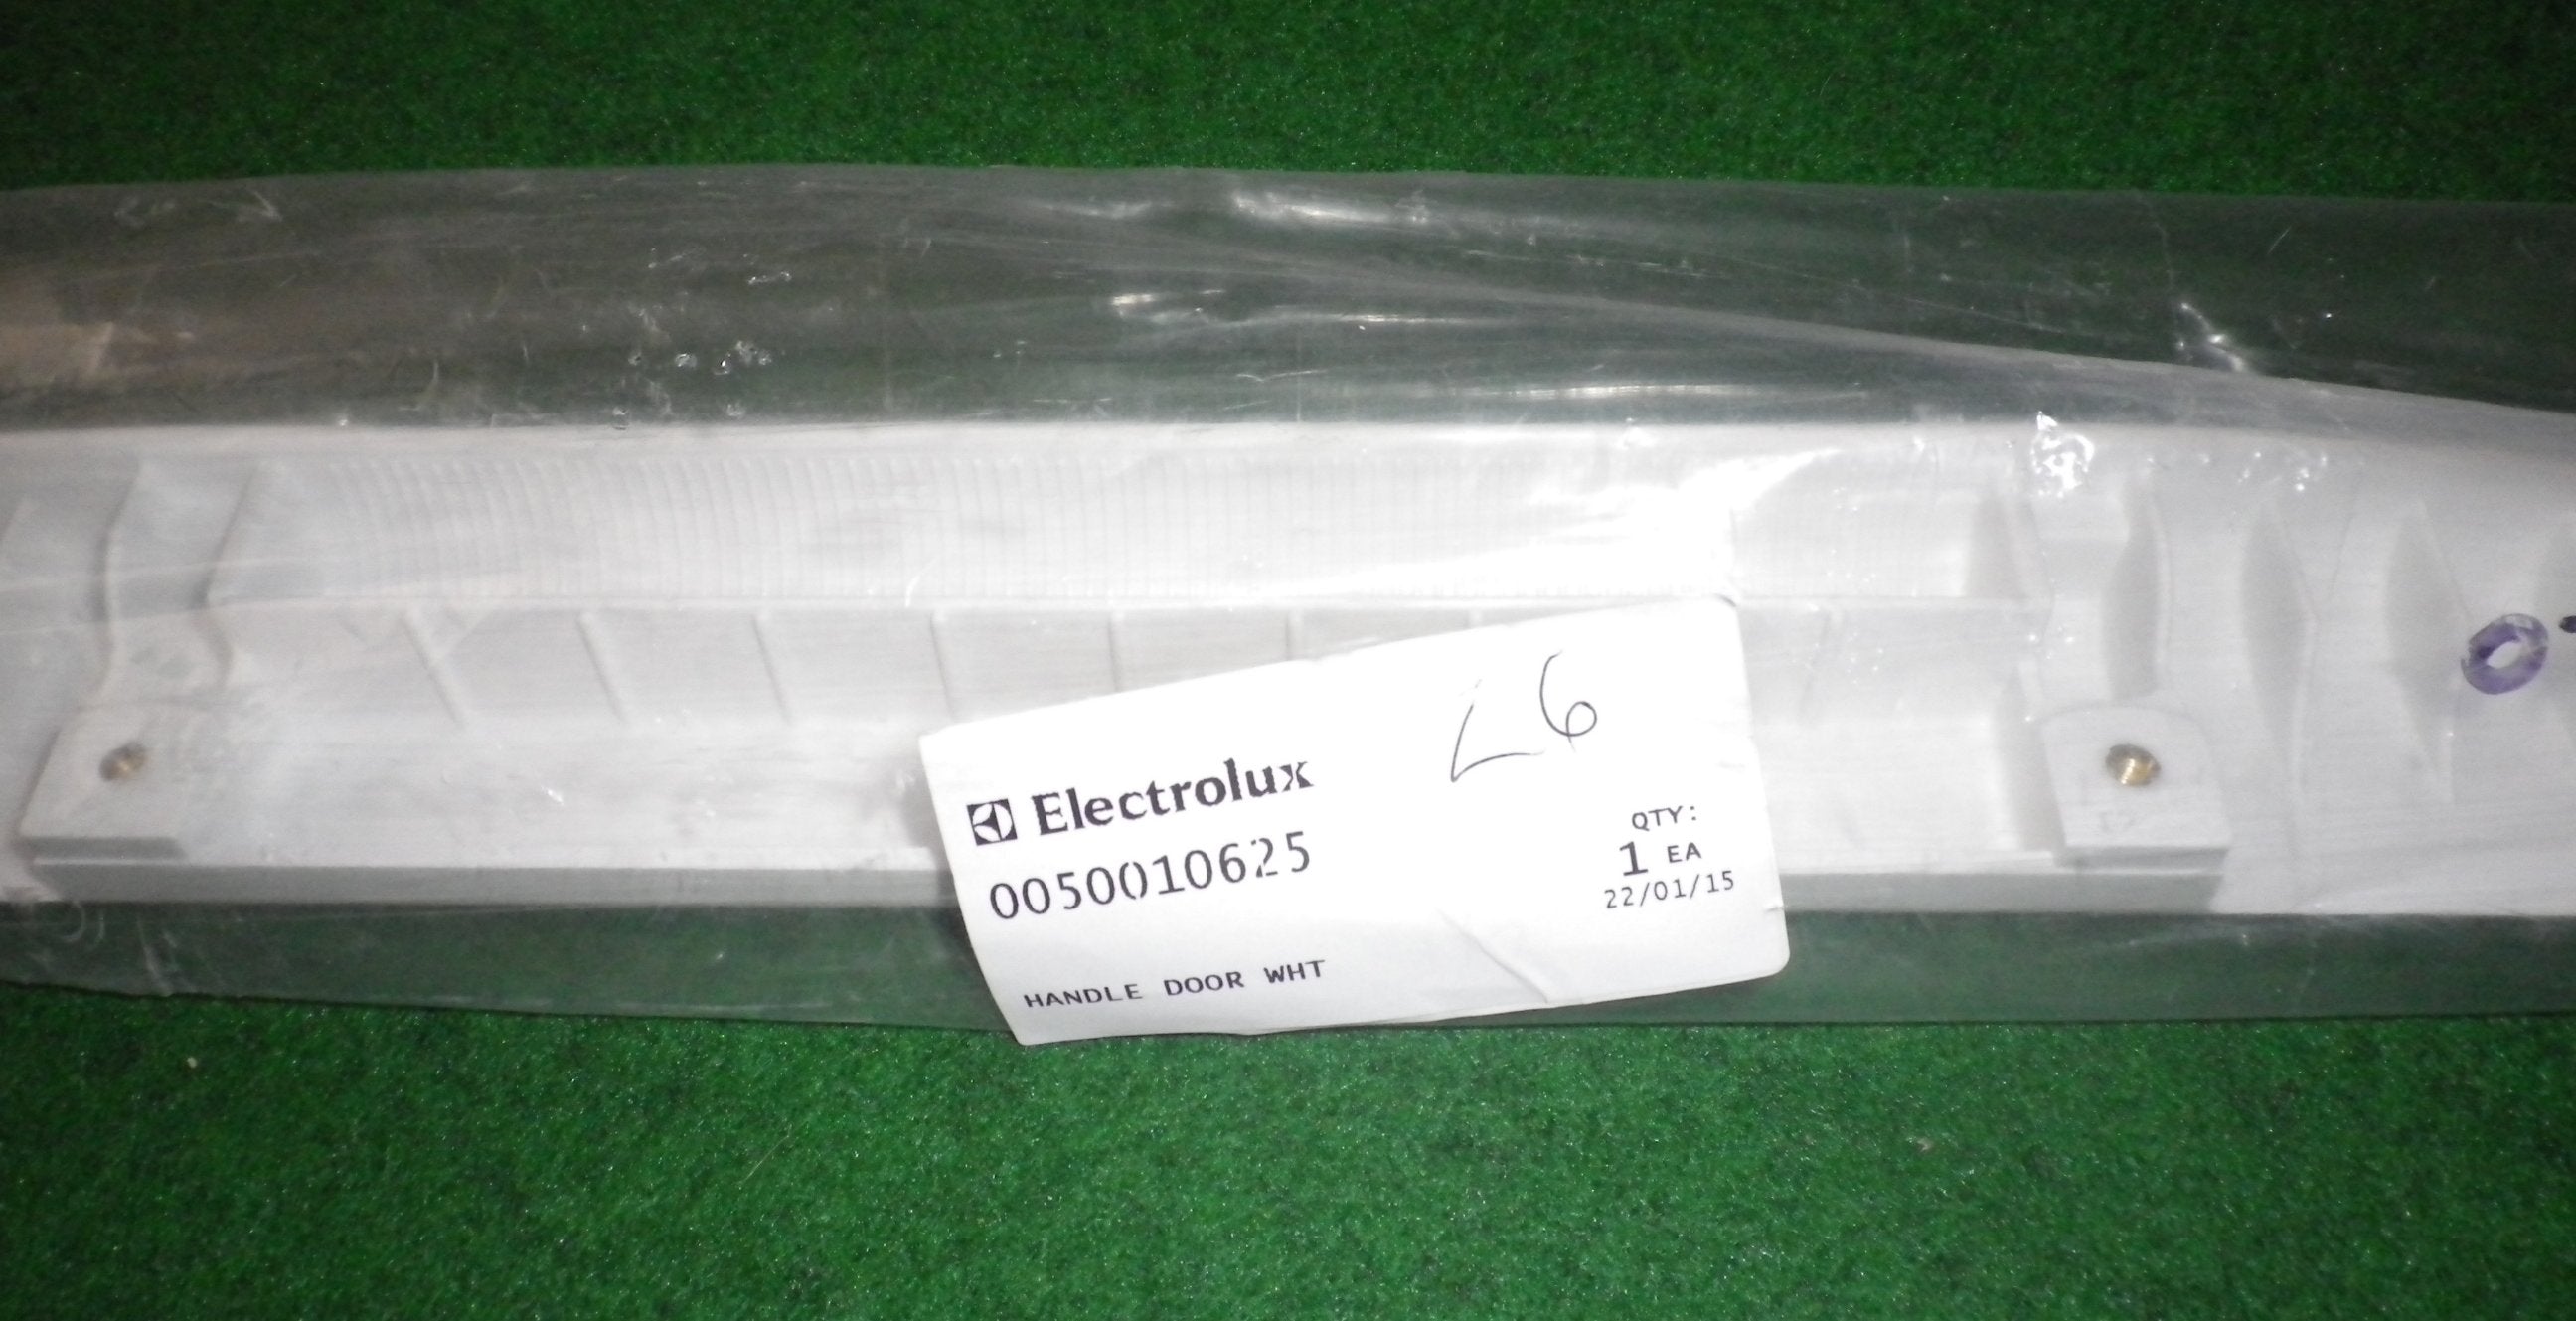 L6
Electrolux
0050010625
QTY:
1 EA
22/01/15
HANDLE DOOR WHT